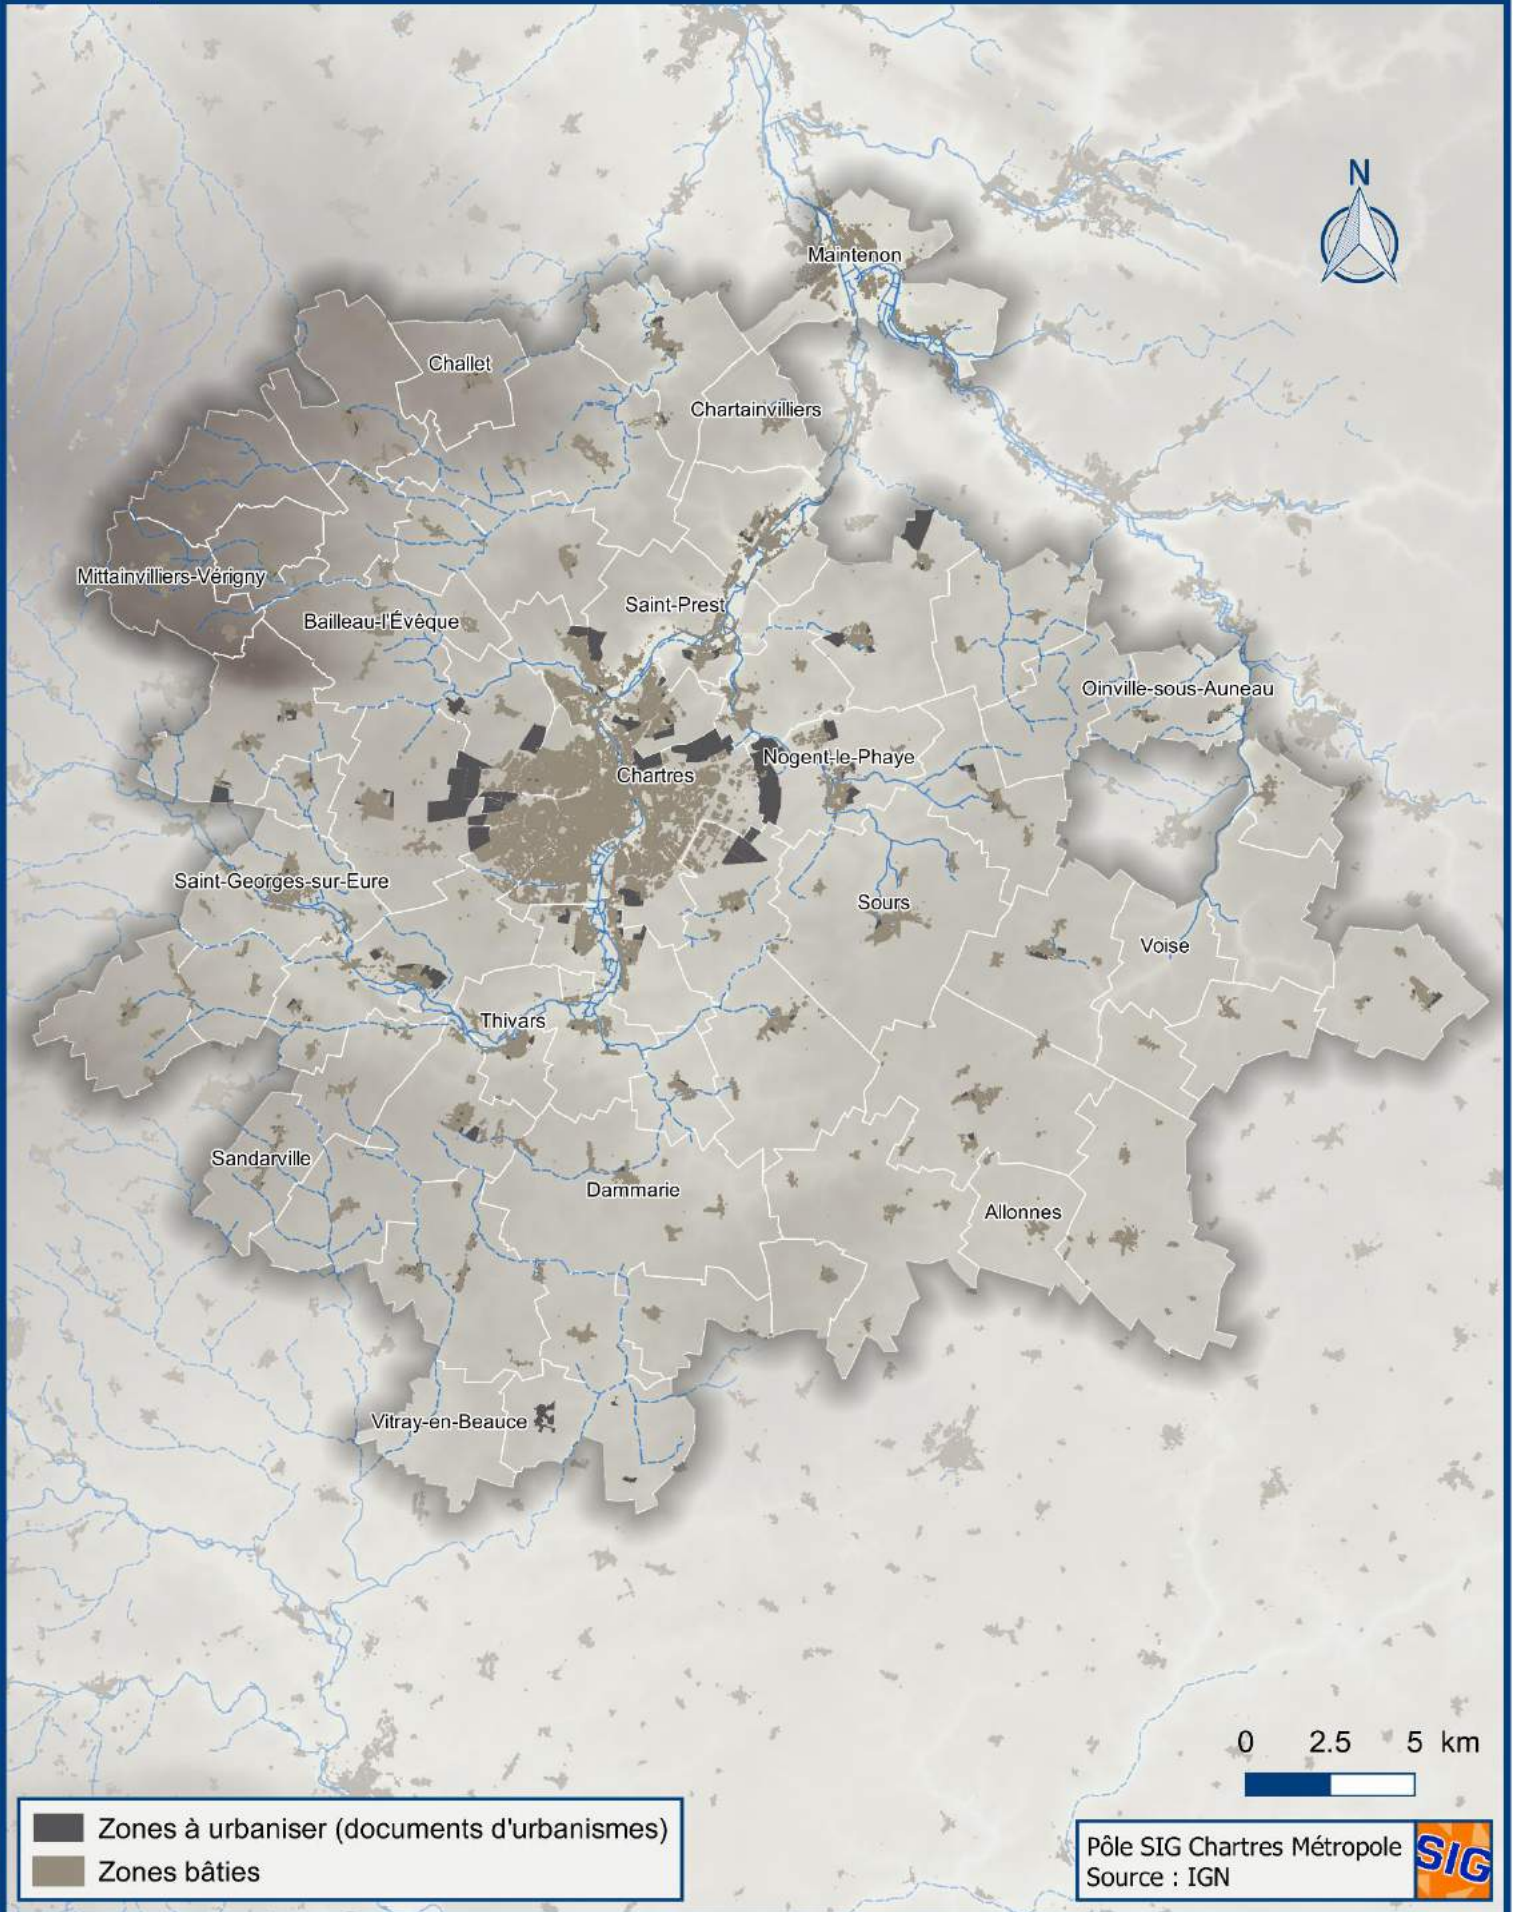 N
Maintenon
Challet
Chartainvilliers
Mittainvilliers-Vérigny
Saint-Prest
Bailleau-l'Évêque
Oinville-sous-Auneau
Nogent-le-Phaye
Chartres
Saint-Georges-sur-Eure
Sours
Voise
Thivars
Sandarville
Dammarie
Allonnes
Vitray-en-Beauce
0 2.5 5 km
Zones à urbaniser (documents d'urbanismes)
Zones bâties
Pôle SIG Chartres Métropole
Source : IGN
SIG